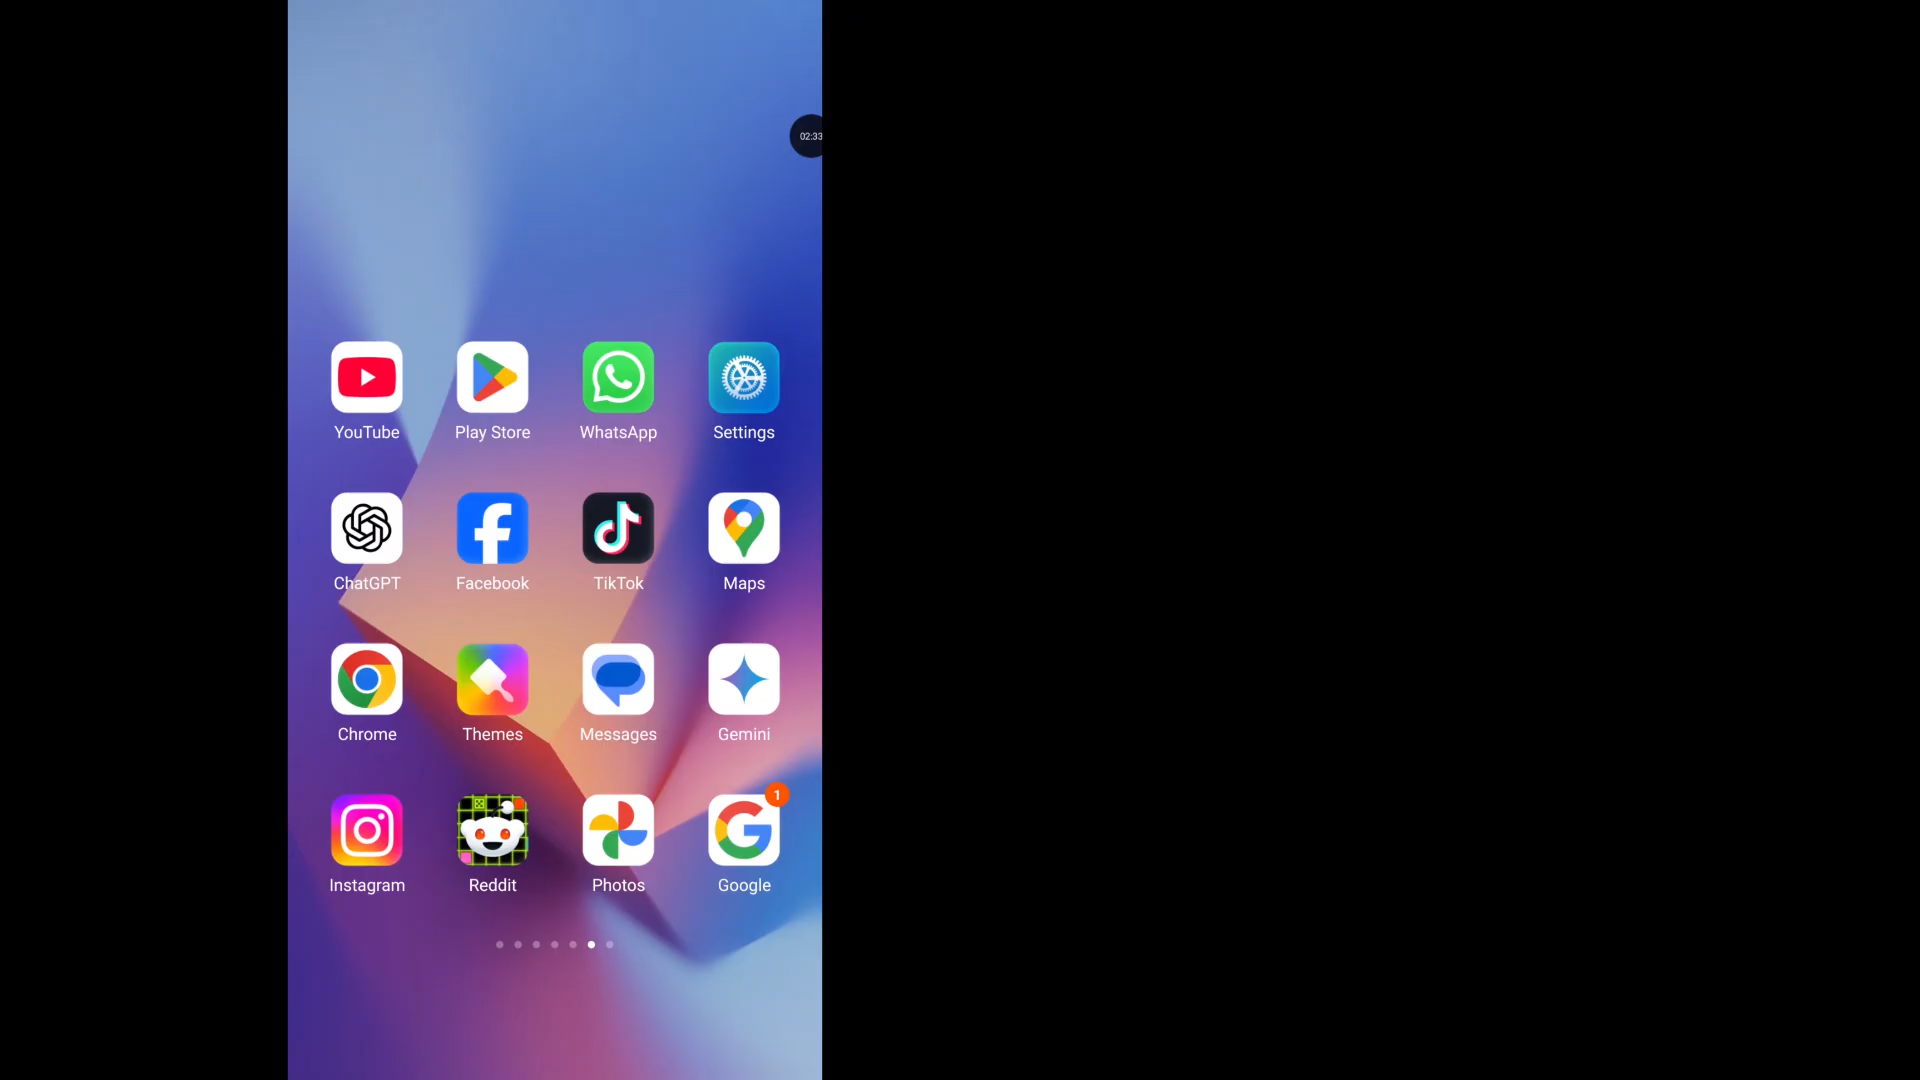 02:33
YouTube Play Store WhatsApp Settings
ChatGPT Facebook TikTok Maps
Chrome Themes Messages Gemini
1
Instagram Reddit Photos Google